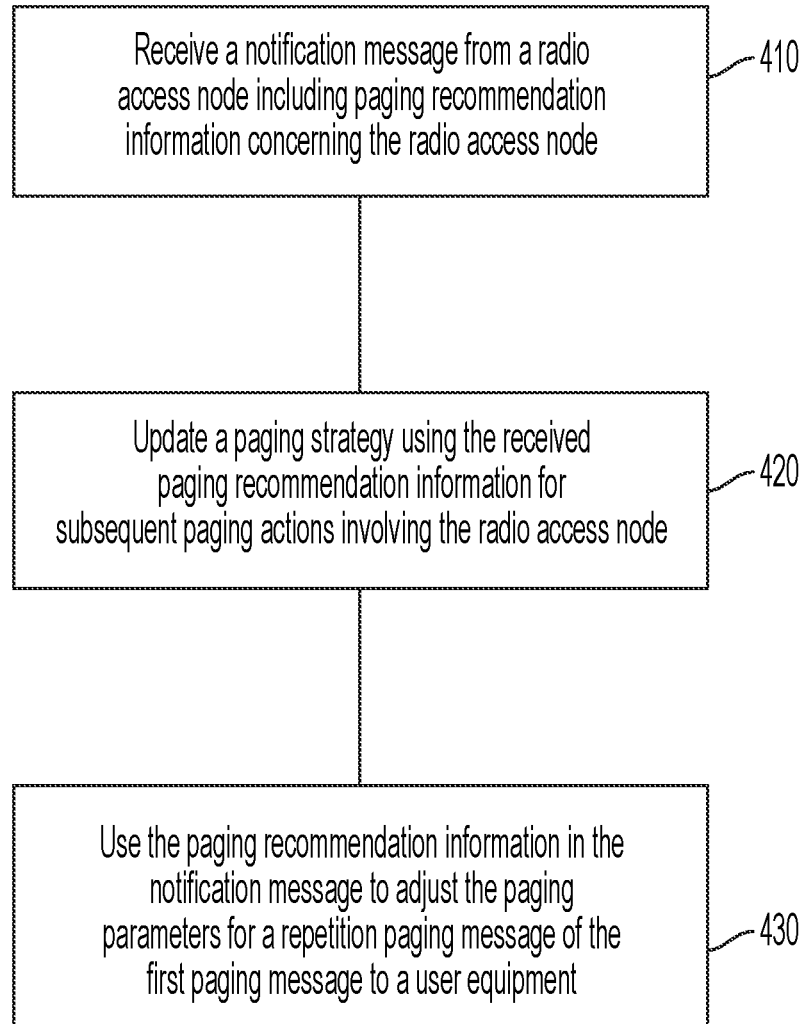 Receive a notification message from a radio
access node including paging recommendation
information concerning the radio access node
410
Update a paging strategy using the received
paging recommendation information for
subsequent paging actions involving the radio access node
420
Use the paging recommendation information in the
notification message to adjust the paging
parameters for a repetition paging message of the
first paging message to a user equipment
430